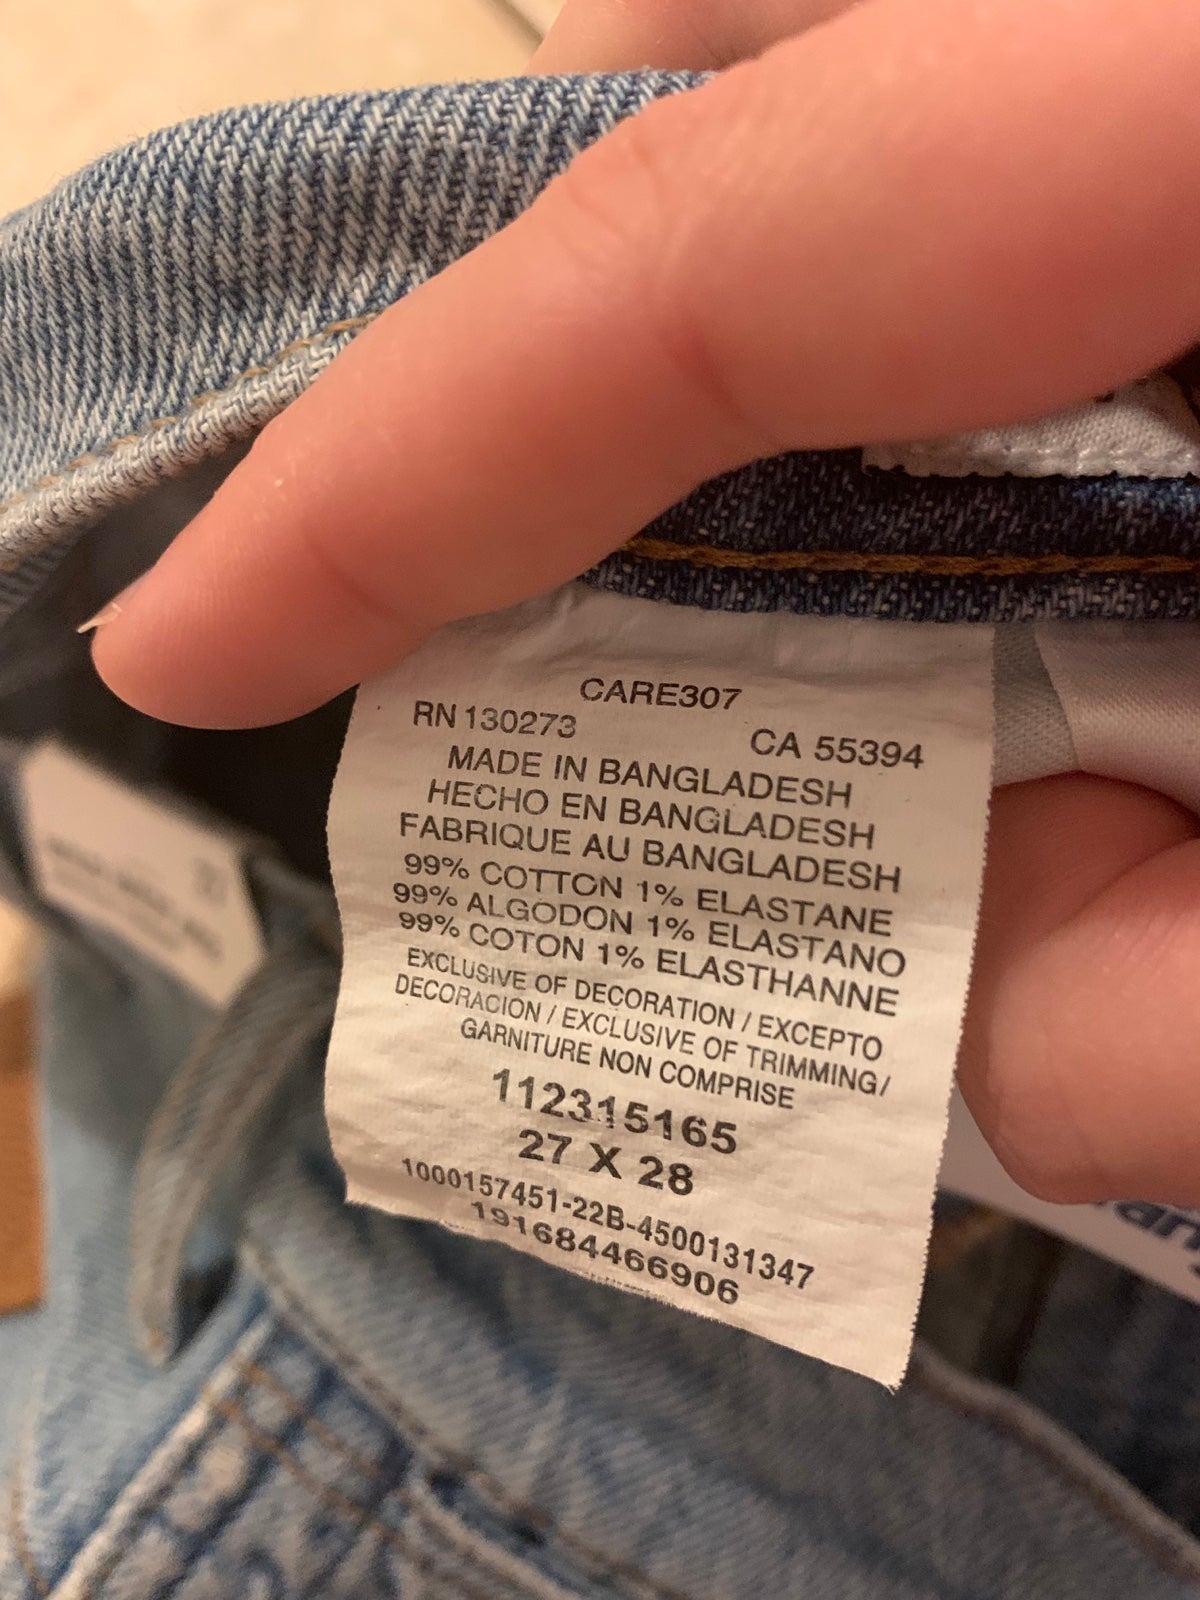 CARE307
RN 130273
CA 55394
MADE IN BANGLADESH
HECHO EN BANGLADESH
FABRIQUE AU BANGLADESH
99% COTTON 1% ELASTANE
99% ALGODON 1% ELASTANO
99% COTON 1% ELASTHANNE
EXCLUSIVE OF DECORATION / EXCEPTO
DECORACION / EXCLUSIVE OF TRIMMING/
GARNITURE NON COMPRISE
112315165
27 X 28
1000157451-22B-4500131347
191684466906